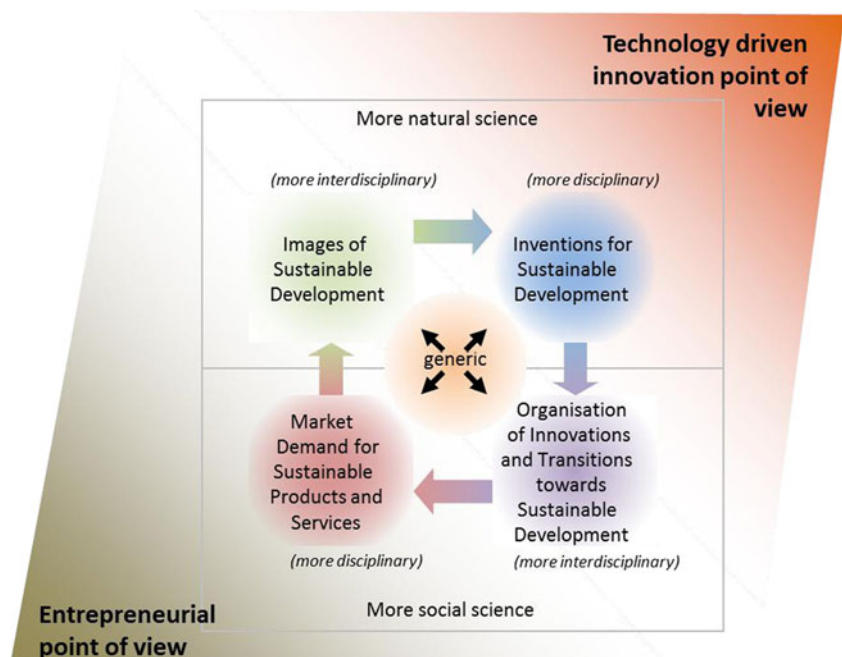 Technology driven
innovation point of
view
More natural science
(more interdisciplinary)
(more disciplinary)
Images of
Sustainable
Development
Inventions for
Sustainable
Development
generic
Market
Demand for
Sustainable
Products and
Services
Organisation
of Innovations
and Transitions
towards
Sustainable
Development
(more disciplinary)
(more interdisciplinary)
More social science
Entrepreneurial
point of view